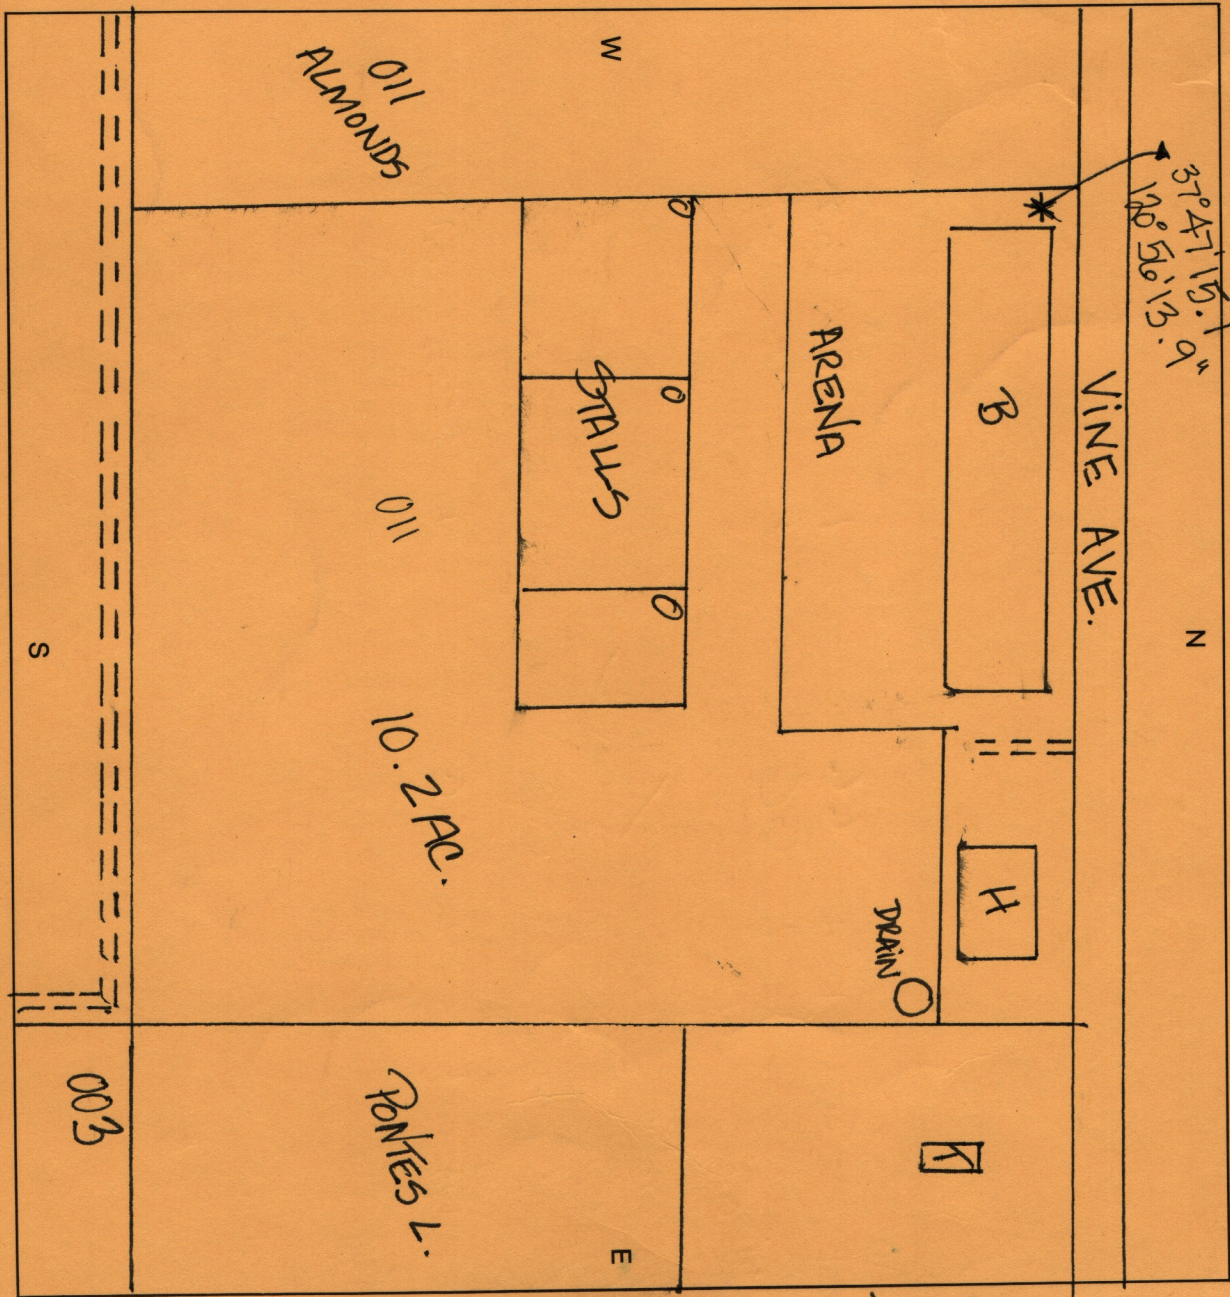 N
37°47'15.1
120°56'13.9"
VINE AVE.
W
B
H
ARENA
DRAIN
STALLS
011
ALMONDS
011
10.2 AC.
PONTES L.
E
003
S